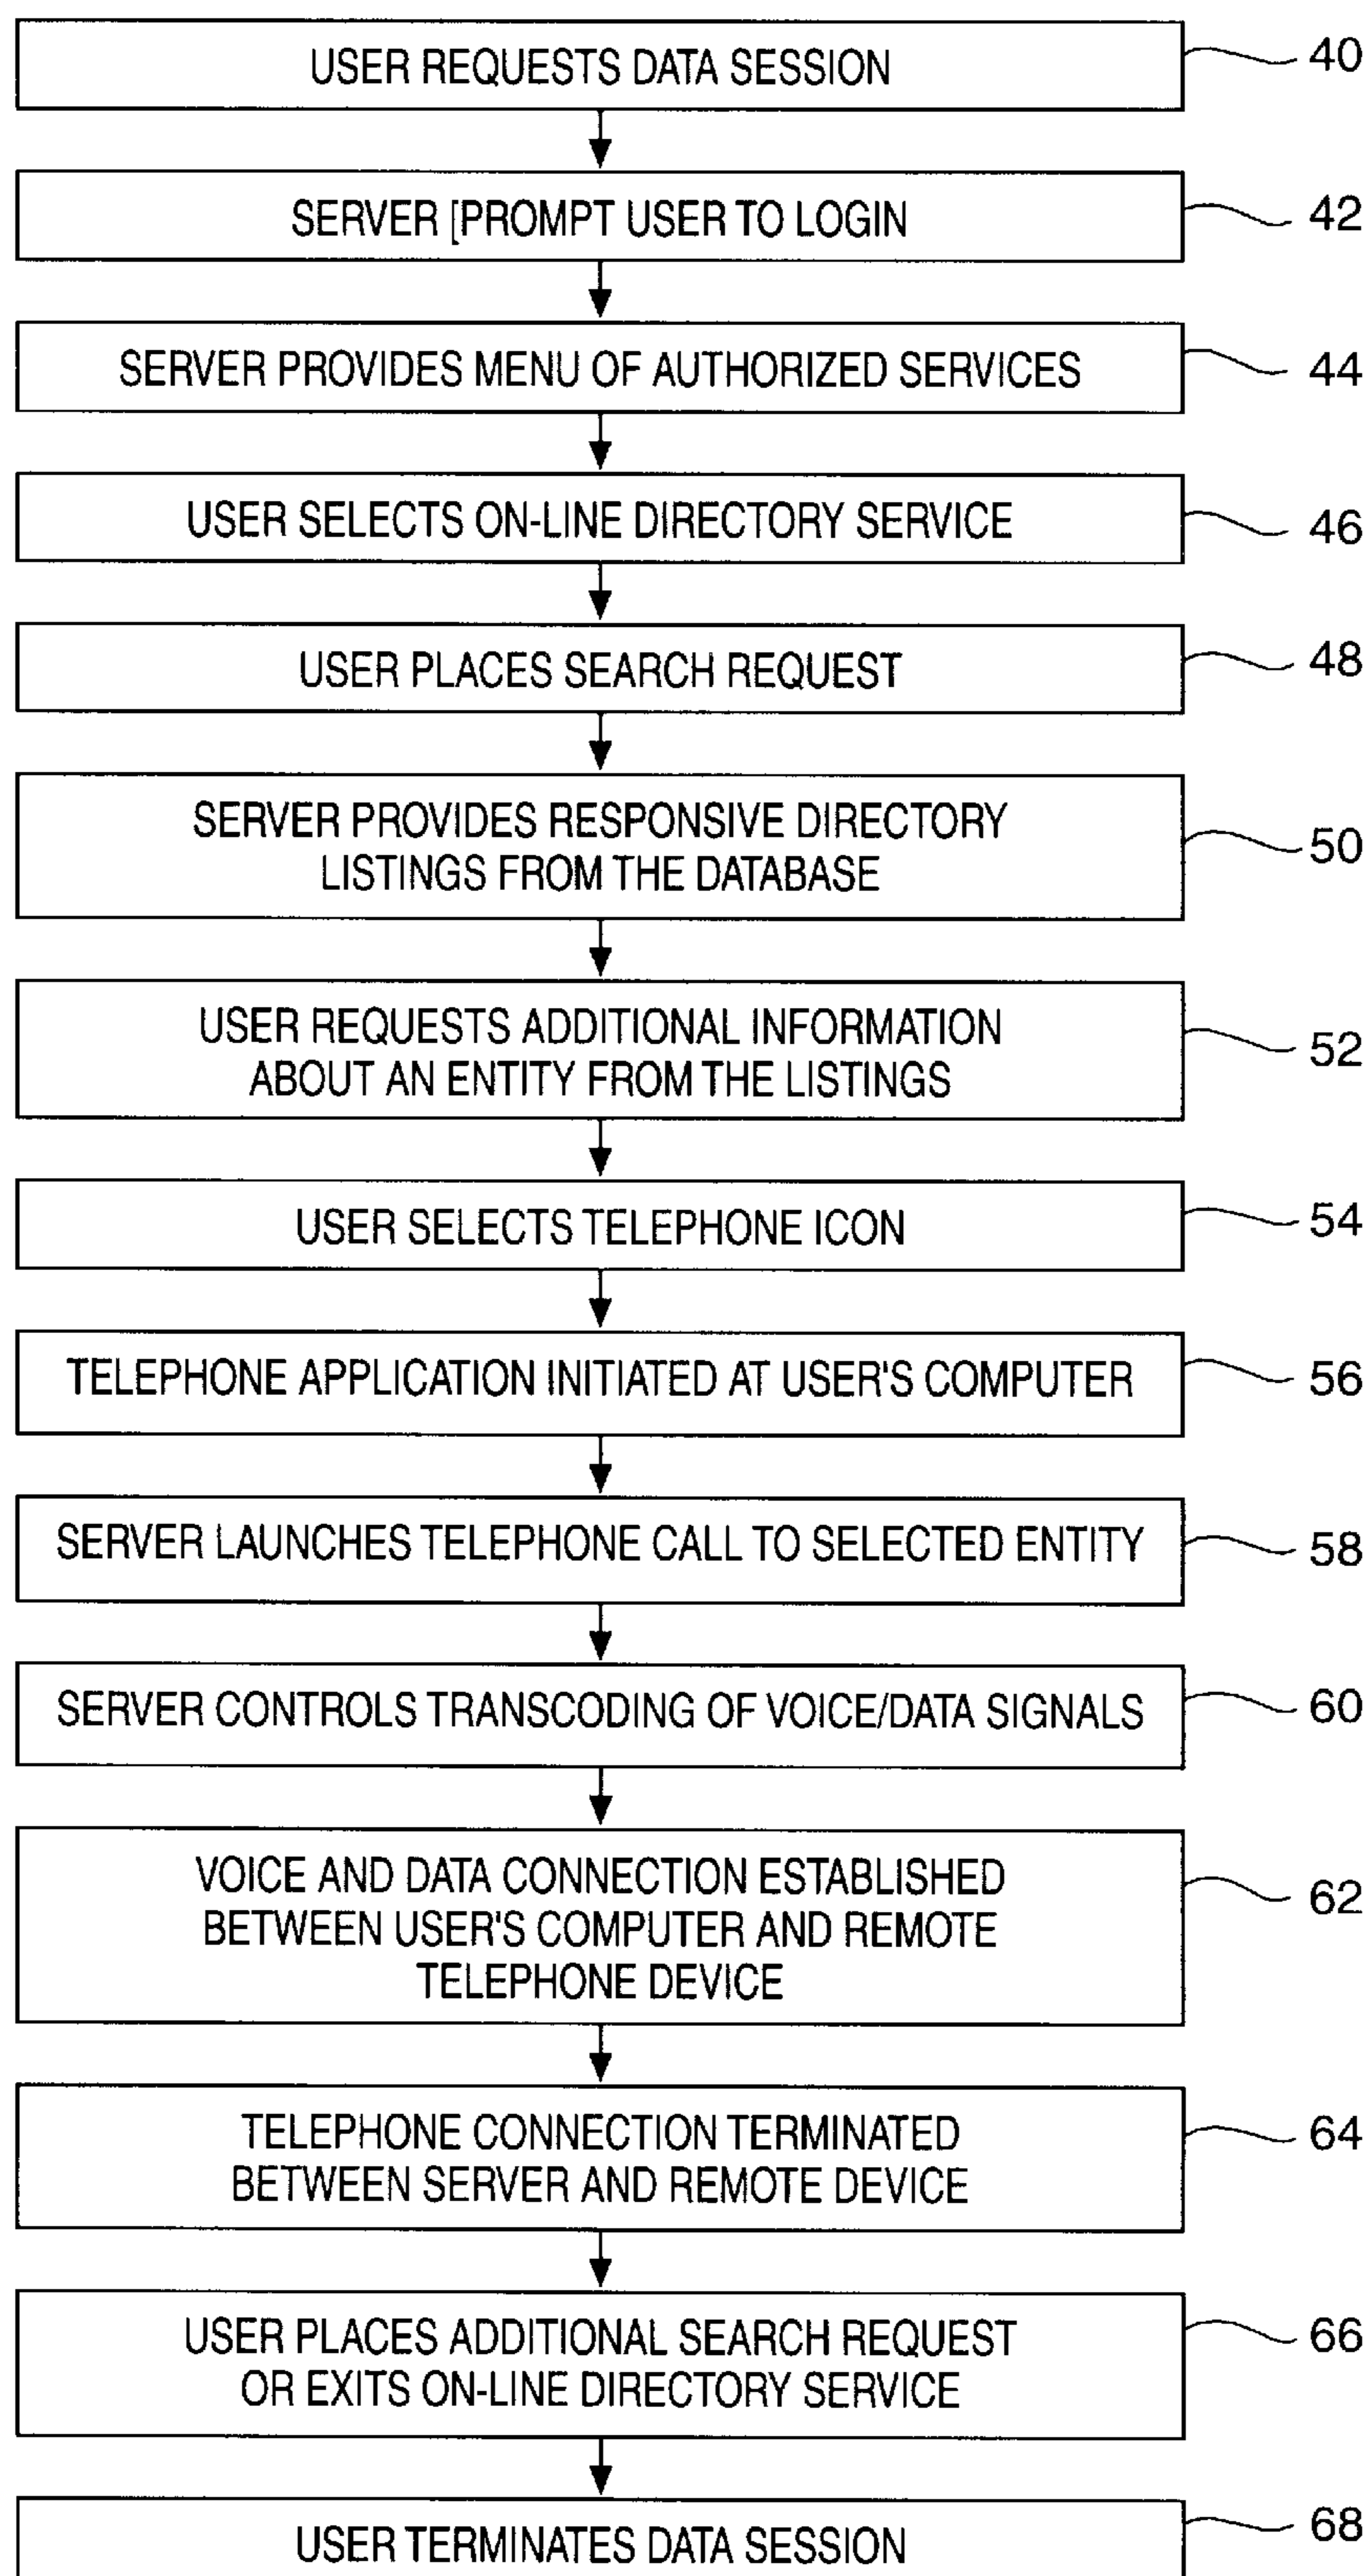 USER REQUESTS DATA SESSION
40
SERVER [PROMPT USER TO LOGIN
42
SERVER PROVIDES MENU OF AUTHORIZED SERVICES
44
USER SELECTS ON-LINE DIRECTORY SERVICE
46
USER PLACES SEARCH REQUEST
48
SERVER PROVIDES RESPONSIVE DIRECTORY
LISTINGS FROM THE DATABASE
50
USER REQUESTS ADDITIONAL INFORMATION
ABOUT AN ENTITY FROM THE LISTINGS
52
USER SELECTS TELEPHONE ICON
54
TELEPHONE APPLICATION INITIATED AT USER'S COMPUTER
56
SERVER LAUNCHES TELEPHONE CALL TO SELECTED ENTITY
58
SERVER CONTROLS TRANSCODING OF VOICE/DATA SIGNALS
60
VOICE AND DATA CONNECTION ESTABLISHED
BETWEEN USER'S COMPUTER AND REMOTE
TELEPHONE DEVICE
62
TELEPHONE CONNECTION TERMINATED
BETWEEN SERVER AND REMOTE DEVICE
64
USER PLACES ADDITIONAL SEARCH REQUEST
OR EXITS ON-LINE DIRECTORY SERVICE
66
USER TERMINATES DATA SESSION
68